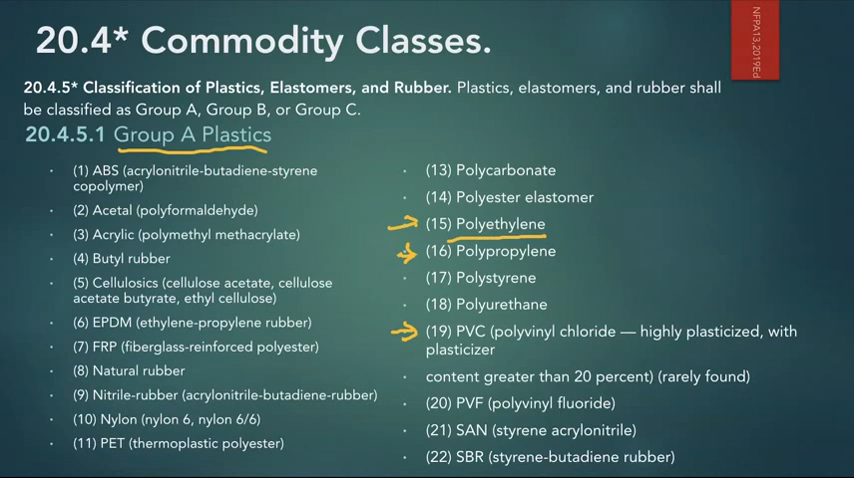 20.4* Commodity Classes.
NFPA13,2019Ed
20.4.5* Classification of Plastics, Elastomers, and Rubber. Plastics, elastomers, and rubber shall
be classified as Group A, Group B, or Group C.
20.4.5.1 Group A Plastics
(1) ABS (acrylonitrile-butadiene-styrene
copolymer)
(2) Acetal (polyformaldehyde)
(3) Acrylic (polymethyl methacrylate)
(4) Butyl rubber
(5) Cellulosics (cellulose acetate, cellulose
acetate butyrate, ethyl cellulose)
(6) EPDM (ethylene-propylene rubber)
(7) FRP (fiberglass-reinforced polyester)
(8) Natural rubber
(9) Nitrile-rubber (acrylonitrile-butadiene-rubber)
(10) Nylon (nylon 6, nylon 6/6)
(11) PET (thermoplastic polyester)
(13) Polycarbonate
(14) Polyester elastomer
(15) Polyethylene
(16) Polypropylene
(17) Polystyrene
(18) Polyurethane
(19) PVC (polyvinyl chloride — highly plasticized, with
plasticizer
content greater than 20 percent) (rarely found)
(20) PVF (polyvinyl fluoride)
(21) SAN (styrene acrylonitrile)
(22) SBR (styrene-butadiene rubber)